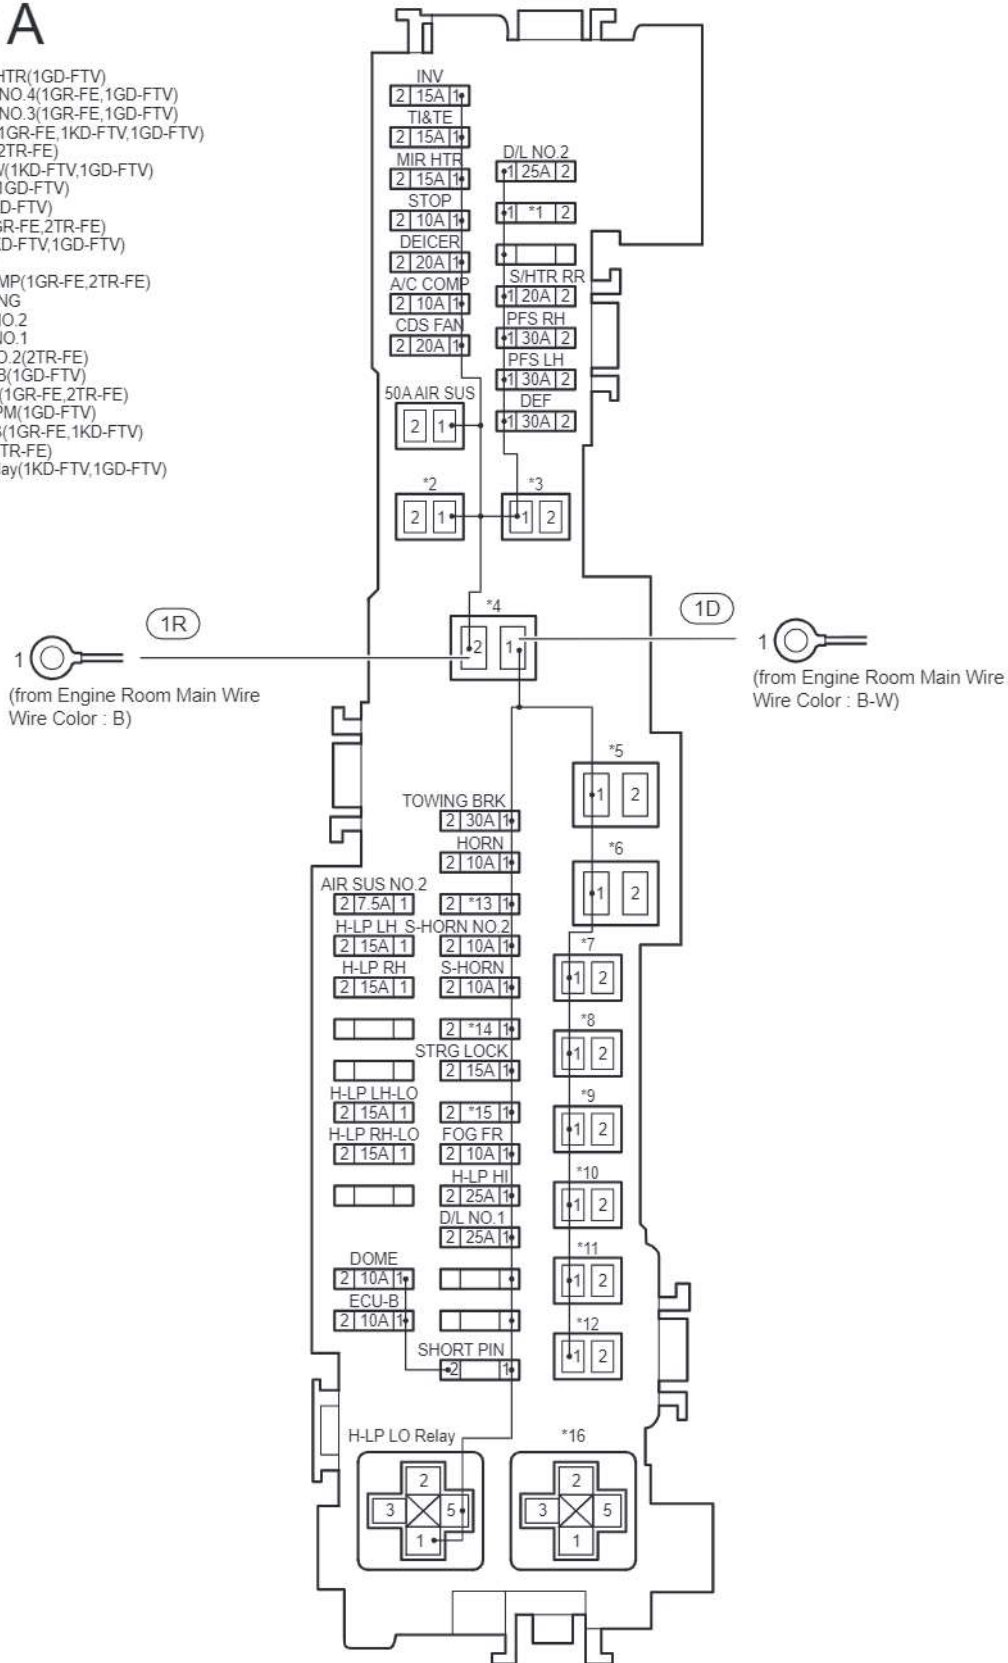 A
HTR(1GD-FTV)
NO.4(1GR-FE,1GD-FTV)
NO.3(1GR-FE,1GD-FTV)
1GR-FE,1KD-FTV,1GD-FTV)
2TR-FE)
(1KD-FTV,1GD-FTV)
1GD-FTV)
D-FTV)
GR-FE,2TR-FE)
D-FTV,1GD-FTV)
MP(1GR-FE,2TR-FE)
NG
NO.2
NO.1
O.2(2TR-FE)
B(1GD-FTV)
(1GR-FE,2TR-FE)
PM(1GD-FTV)
(1GR-FE,1KD-FTV)
TR-FE)
lay(1KD-FTV,1GD-FTV)
INV
2 15A 1
TI&TE
2 15A 1
MIR HTR
2 15A 1
STOP
2 10A 1
DEICER
2 20A 1
A/C COMP
2 10A 1
CDS FAN
2 20A 1
D/L NO.2
1 25A 2
1 *1 2
S/HTR RR
1 20A 2
PFS RH
1 30A 2
PFS LH
1 30A 2
DEF
1 30A 2
50A AIR SUS
2 1
*2
2 1
*3
1 2
*4
2 1
1R
1
(from Engine Room Main Wire
Wire Color : B)
1D
1
(from Engine Room Main Wire
Wire Color : B-W)
*5
1 2
*6
1 2
*7
1 2
*8
1 2
*9
1 2
*10
1 2
*11
1 2
*12
1 2
TOWING BRK
2 30A 1
HORN
2 10A 1
AIR SUS NO.2
2 7.5A 1
2 *13 1
H-LP LH
2 15A 1
S-HORN NO.2
2 10A 1
H-LP RH
2 15A 1
S-HORN
2 10A 1
2 *14 1
STRG LOCK
2 15A 1
H-LP LH-LO
2 15A 1
2 *15 1
H-LP RH-LO
2 15A 1
FOG FR
2 10A 1
H-LP HI
2 25A 1
D/L NO.1
2 25A 1
DOME
2 10A 1
ECU-B
2 10A 1
SHORT PIN
2 1
H-LP LO Relay
2
3 5
1
*16
2
3 5
1